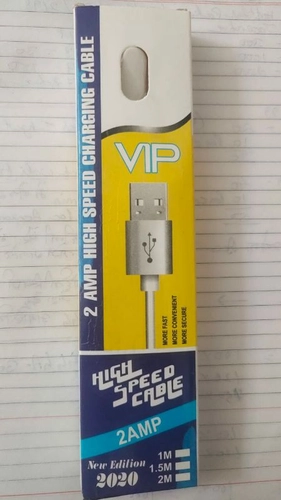 2 AMP HIGH SPEED CHARGING CABLE
VIP
MORE FAST
MORE CONVENIENT
MORE SECURE
HIGH
SPEED
CABLE
2AMP
New Edition
2020
1M
1.5M
2M